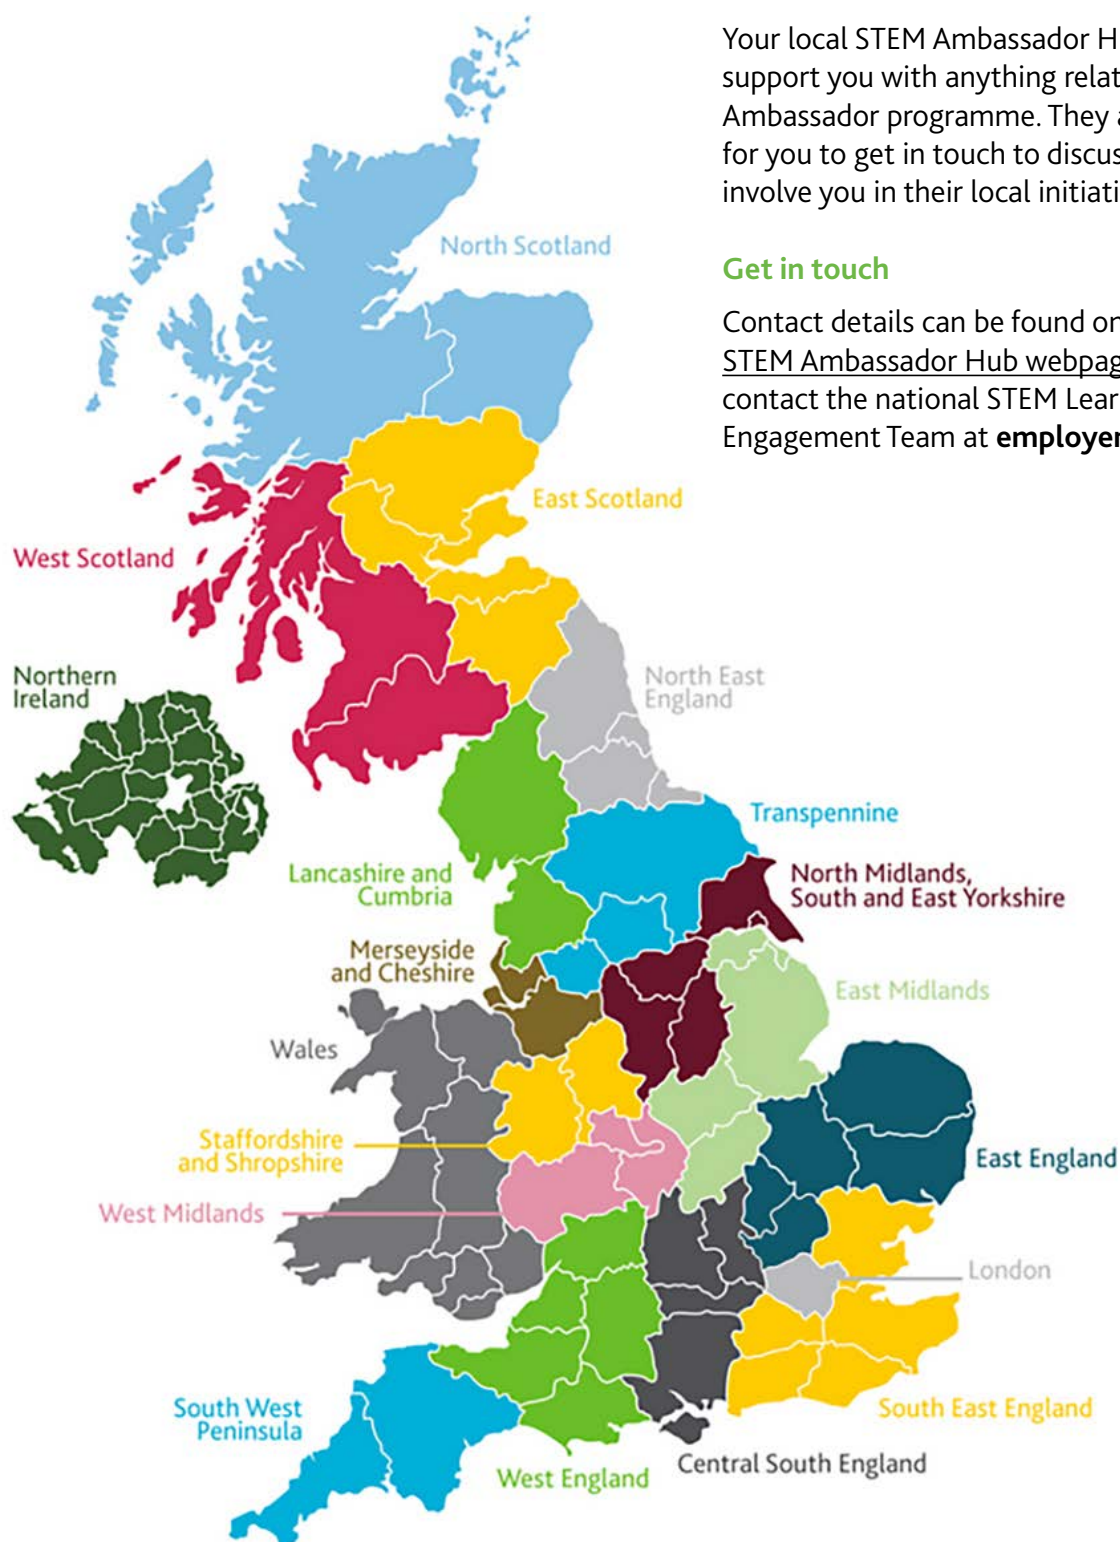 Your local STEM Ambassador H
support you with anything relat
Ambassador programme. They a
for you to get in touch to discus
involve you in their local initiati
Get in touch
Contact details can be found on
STEM Ambassador Hub webpag
contact the national STEM Lear
Engagement Team at employer
North Scotland
East Scotland
West Scotland
Northern
Ireland
North East
England
Transpennine
Lancashire and
Cumbria
North Midlands,
South and East Yorkshire
Merseyside
and Cheshire
East Midlands
Wales
Staffordshire
and Shropshire
East England
West Midlands
London
South West
Peninsula
South East England
West England
Central South England